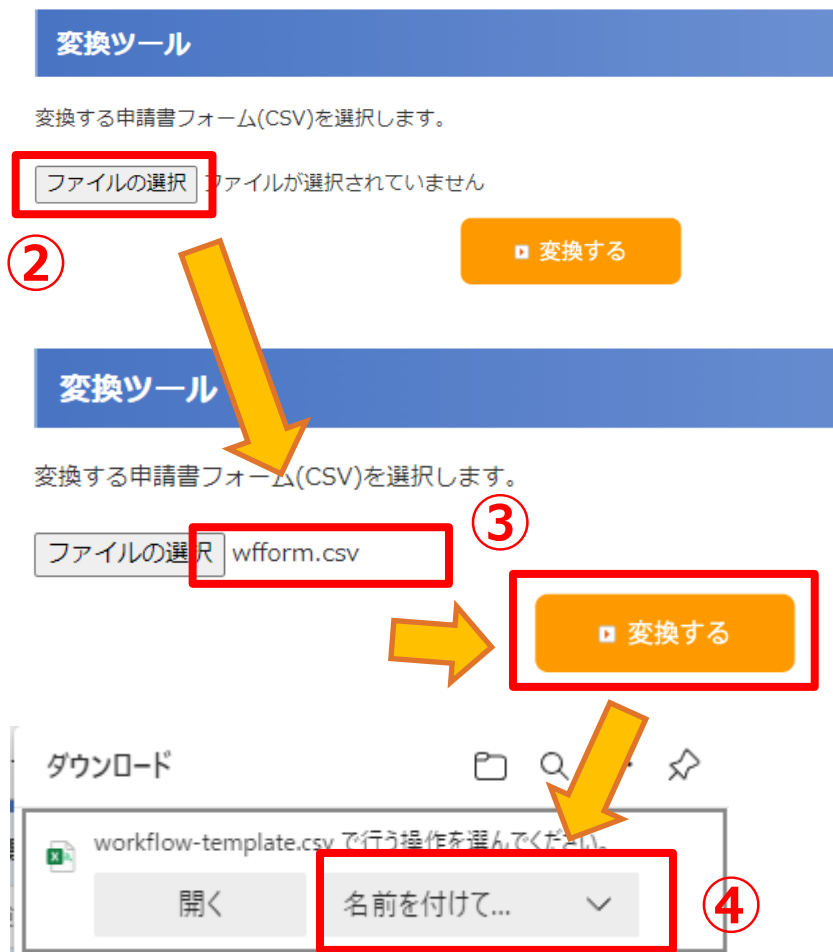 変換ツール
変換する申請書フォーム(CSV)を選択します。
ファイルの選択 ファイルが選択されていません
②
変換する
変換ツール
変換する申請書フォーム(CSV)を選択します。
③
ファイルの選択 wfform.csv
変換する
ダウンロード
workflow-template.csv で行う操作を選んでください。
開く 名前を付けて...
④